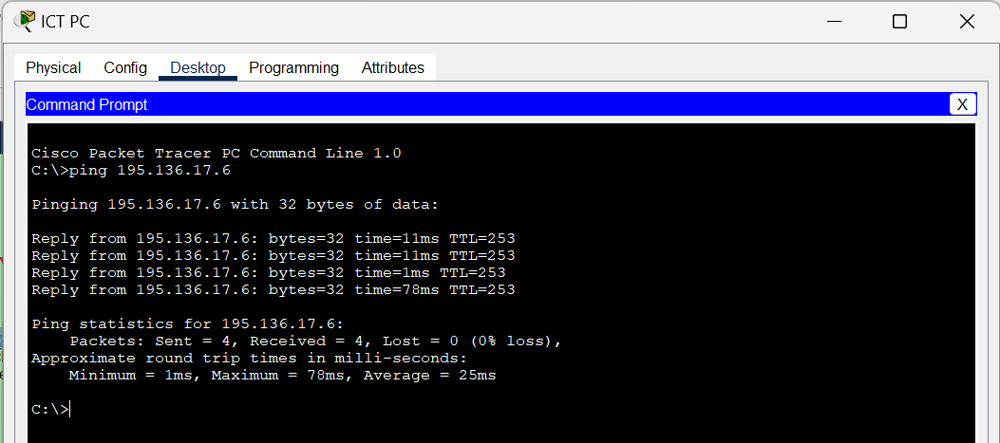 ICT PC
Physical Config Desktop Programming Attributes
Command Prompt X
Cisco Packet Tracer PC Command Line 1.0
C:\>ping 195.136.17.6
Pinging 195.136.17.6 with 32 bytes of data:
Reply from 195.136.17.6: bytes=32 time=11ms TTL=253
Reply from 195.136.17.6: bytes=32 time=11ms TTL=253
Reply from 195.136.17.6: bytes=32 time=1ms TTL=253
Reply from 195.136.17.6: bytes=32 time=78ms TTL=253
Ping statistics for 195.136.17.6:
    Packets: Sent = 4, Received = 4, Lost = 0 (0% loss),
Approximate round trip times in milli-seconds:
    Minimum = 1ms, Maximum = 78ms, Average = 25ms
C:\>